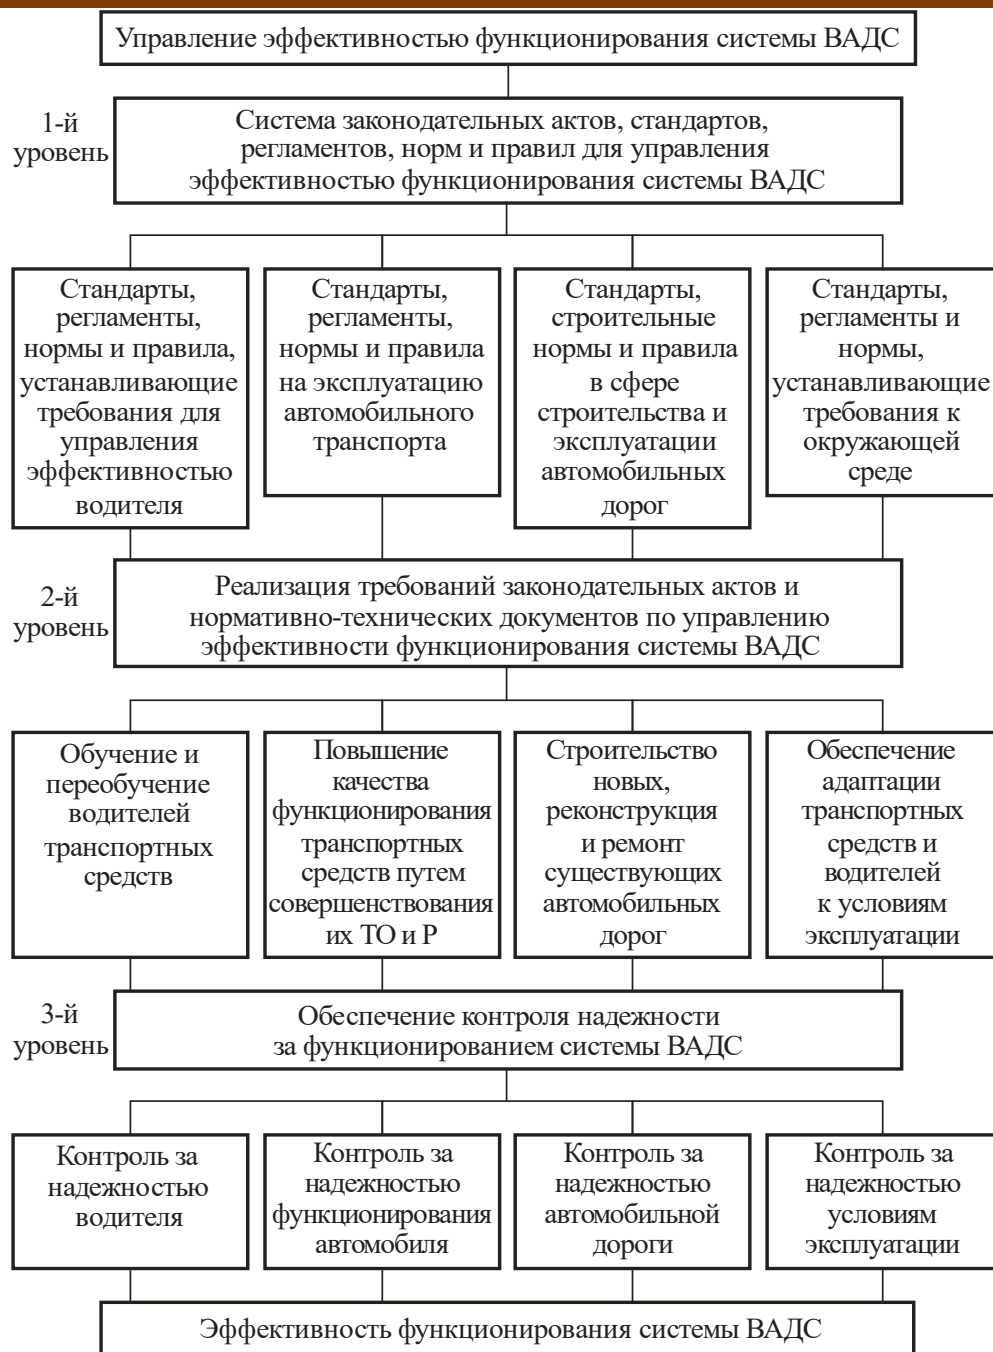 Управление эффективностью функционирования системы ВАДС
1-й
уровень
Система законодательных актов, стандартов,
регламентов, норм и правил для управления
эффективностью функционирования системы ВАДС
Стандарты,
регламенты,
нормы и правила,
устанавливающие
требования для
управления
эффективностью
водителя
Стандарты,
регламенты,
нормы и правила
на эксплуатацию
автомобильного
транспорта
Стандарты,
строительные
нормы и правила
в сфере
строительства и
эксплуатации
автомобильных
дорог
Стандарты,
регламенты и
нормы,
устанавливающие
требования к
окружающей
среде
2-й
уровень
Реализация требований законодательных актов и
нормативно-технических документов по управлению
эффективности функционирования системы ВАДС
Обучение и
переобучение
водителей
транспортных
средств
Повышение
качества
функционирования
транспортных
средств путем
совершенствования
их ТО и Р
Строительство
новых,
реконструкция
и ремонт
существующих
автомобильных
дорог
Обеспечение
адаптации
транспортных
средств и
водителей
к условиям
эксплуатации
3-й
уровень
Обеспечение контроля надежности
за функционированием системы ВАДС
Контроль за
надежностью
водителя
Контроль за
надежностью
функционирования
автомобиля
Контроль за
надежностью
автомобильной
дороги
Контроль за
надежностью
условиям
эксплуатации
Эффективность функционирования системы ВАДС